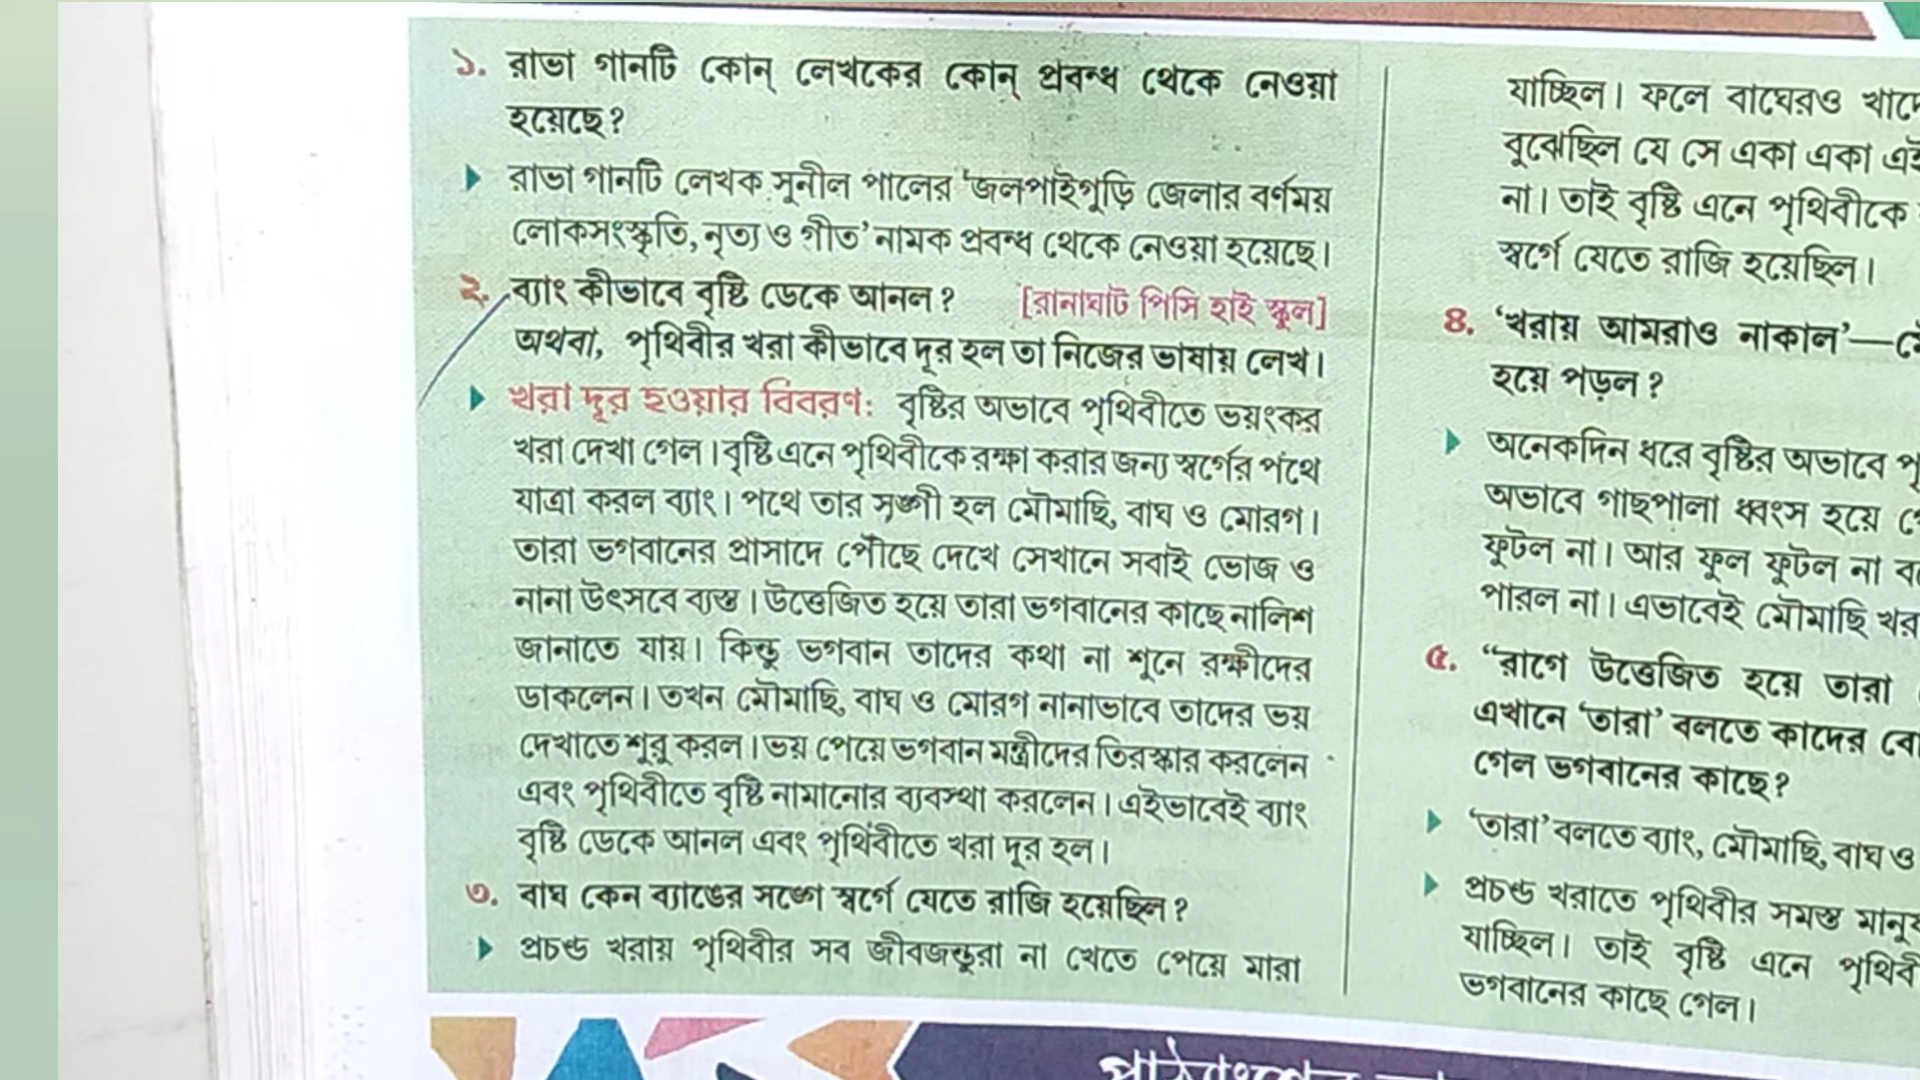 ১. রাভা গানটি কোন্ লেখকের কোন্ প্রবন্ধ থেকে নেওয়া
হয়েছে?
রাভা গানটি লেখক সুনীল পালের 'জলপাইগুড়ি জেলার বর্ণময়
লোকসংস্কৃতি, নৃত্য ও গীত' নামক প্রবন্ধ থেকে নেওয়া হয়েছে।
২. ব্যাং কীভাবে বৃষ্টি ডেকে আনল? [রানাঘাট পিসি হাই স্কুল]
অথবা, পৃথিবীর খরা কীভাবে দূর হল তা নিজের ভাষায় লেখ।
খরা দূর হওয়ার বিবরণ: বৃষ্টির অভাবে পৃথিবীতে ভয়ংকর
খরা দেখা গেল। বৃষ্টি এনে পৃথিবীকে রক্ষা করার জন্য স্বর্গের পথে
যাত্রা করল ব্যাং। পথে তার সঙ্গী হল মৌমাছি, বাঘ ও মোরগ।
তারা ভগবানের প্রাসাদে পৌঁছে দেখে সেখানে সবাই ভোজ ও
নানা উৎসবে ব্যস্ত। উত্তেজিত হয়ে তারা ভগবানের কাছে নালিশ
জানাতে যায়। কিন্তু ভগবান তাদের কথা না শুনে রক্ষীদের
ডাকলেন। তখন মৌমাছি, বাঘ ও মোরগ নানাভাবে তাদের ভয়
দেখাতে শুরু করল। ভয় পেয়ে ভগবান মন্ত্রীদের তিরস্কার করলেন
এবং পৃথিবীতে বৃষ্টি নামানোর ব্যবস্থা করলেন। এইভাবেই ব্যাং
বৃষ্টি ডেকে আনল এবং পৃথিবীতে খরা দূর হল।
৩. বাঘ কেন ব্যাঙের সঙ্গে স্বর্গে যেতে রাজি হয়েছিল?
প্রচণ্ড খরায় পৃথিবীর সব জীবজন্তুরা না খেতে পেয়ে মারা
যাচ্ছিল। ফলে বাঘেরও
বুঝেছিল যে সে একা একা
না। তাই বৃষ্টি এনে পৃথিবীকে
স্বর্গে যেতে রাজি হয়েছিল।
৪. 'খরায় আমরাও নাকাল'—
হয়ে পড়ল?
অনেকদিন ধরে বৃষ্টির অভাবে
অভাবে গাছপালা ধ্বংস হয়ে
ফুটল না। আর ফুল ফুটল না
পারল না। এভাবেই মৌমাছি
৫. "রাগে উত্তেজিত হয়ে তারা
এখানে 'তারা' বলতে কাদের
গেল ভগবানের কাছে?
'তারা' বলতে ব্যাং, মৌমাছি, বাঘ ও
প্রচণ্ড খরাতে পৃথিবীর সমস্ত
যাচ্ছিল। তাই বৃষ্টি এনে
ভগবানের কাছে গেল।